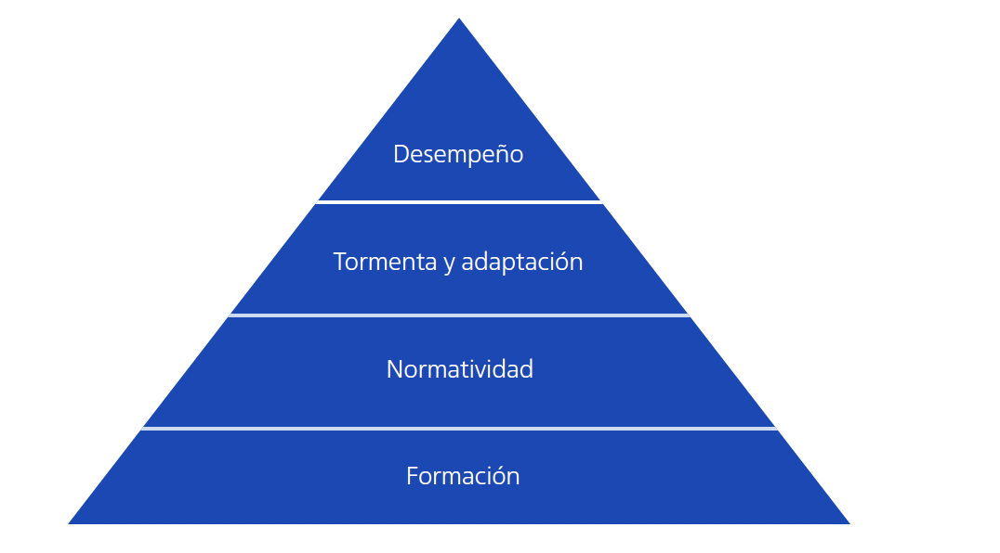 Desempeño
Tormenta y adaptación
Normatividad
Formación